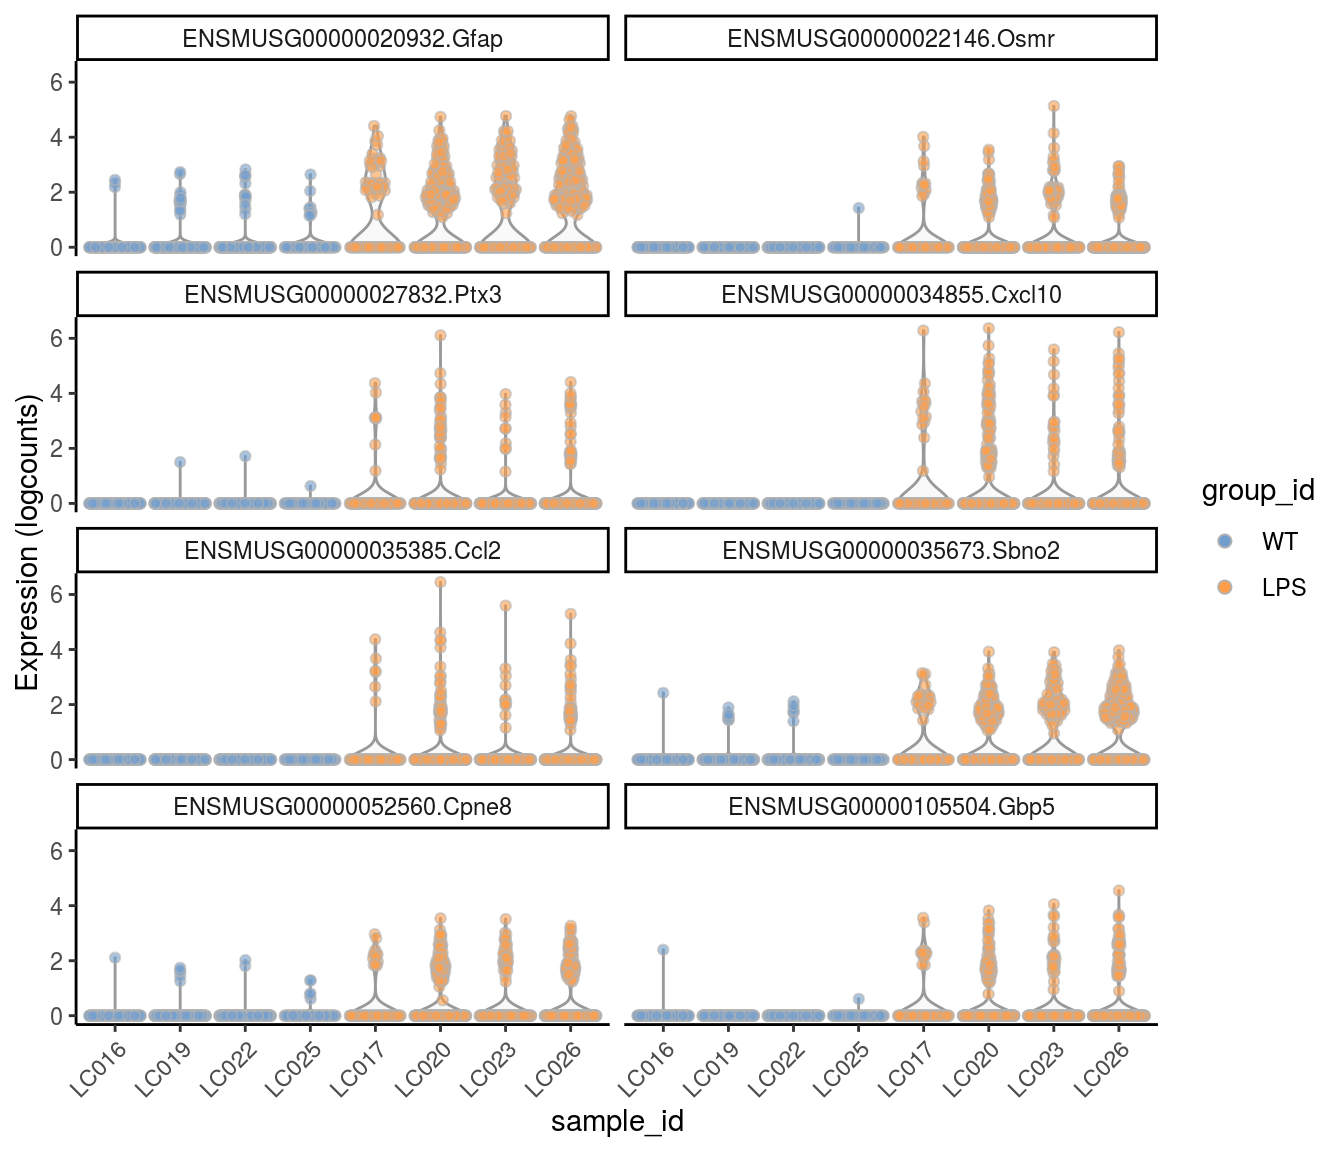 ENSMUSG00000020932.Gfap
ENSMUSG00000022146.Osmr
6
4
2
0
ENSMUSG00000027832.Ptx3
ENSMUSG00000034855.Cxcl10
6
4
2
0
Expression (logcounts)
ENSMUSG00000035385.Ccl2
ENSMUSG00000035673.Sbno2
6
4
2
0
ENSMUSG00000052560.Cpne8
ENSMUSG00000105504.Gbp5
6
4
2
0
LC016
LC019
LC022
LC025
LC017
LC020
LC023
LC026
LC016
LC019
LC022
LC025
LC017
LC020
LC023
LC026
sample_id
group_id
WT
LPS